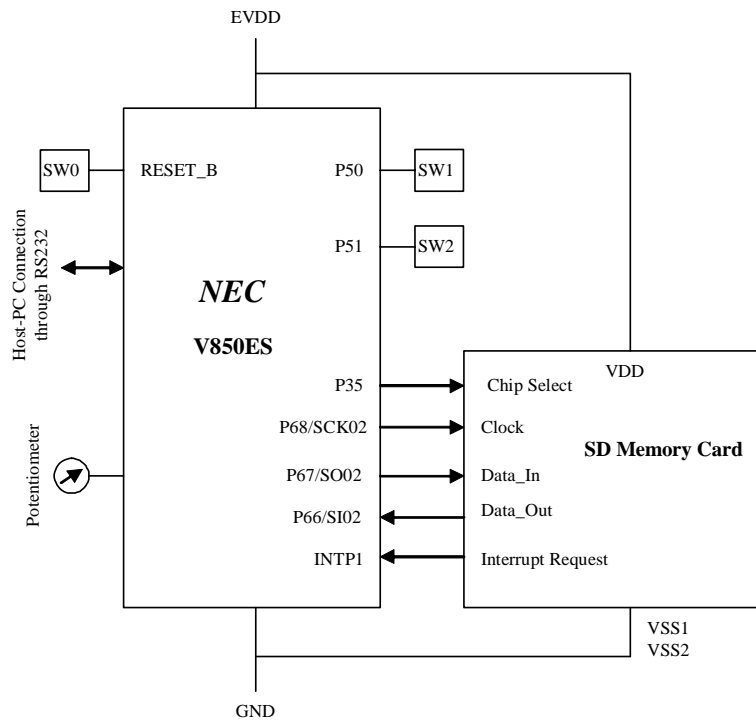 EVDD
SW0
RESET_B
P50
SW1
P51
SW2
Host-PC Connection
through RS232
NEC
V850ES
VDD
P35
Chip Select
P68/SCK02
Clock
SD Memory Card
Potentiometer
P67/SO02
Data_In
P66/SI02
Data_Out
INTP1
Interrupt Request
VSS1
VSS2
GND